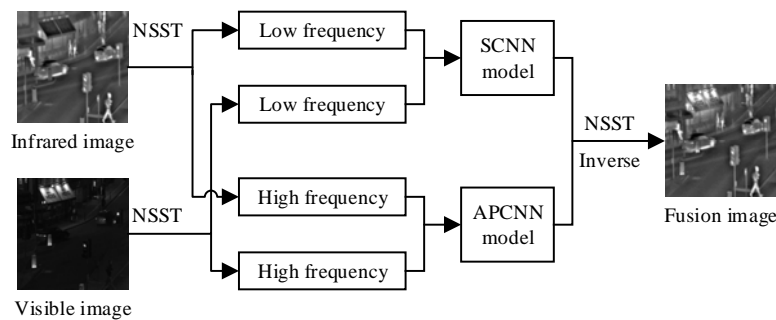 NSST
Low frequency
SCNN
model
Low frequency
Infrared image
NSST
Inverse
NSST
High frequency
APCNN
model
Fusion image
High frequency
Visible image